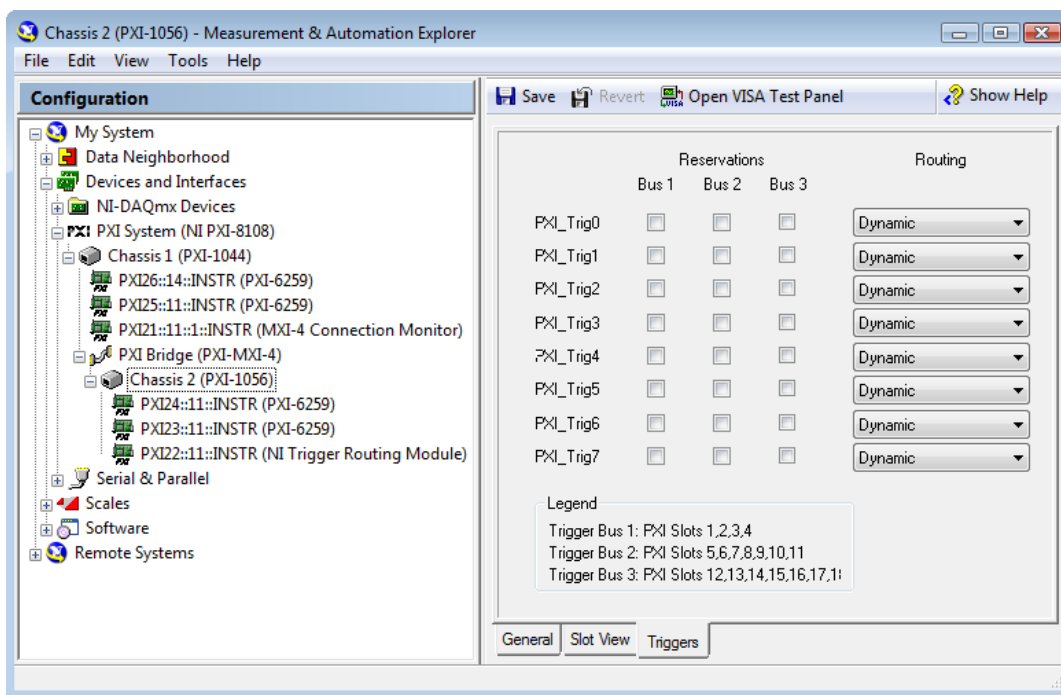 Chassis 2 (PXI-1056) - Measurement & Automation Explorer
File Edit View Tools Help
Configuration
My System
Data Neighborhood
Devices and Interfaces
NI-DAQmx Devices
PXI PXI System (NI PXI-8108)
Chassis 1 (PXI-1044)
PXI26::14::INSTR (PXI-6259)
PXI25::11::INSTR (PXI-6259)
PXI21::11::1::INSTR (MXI-4 Connection Monitor)
PXI Bridge (PXI-MXI-4)
Chassis 2 (PXI-1056)
PXI24::11::INSTR (PXI-6259)
PXI23::11::INSTR (PXI-6259)
PXI22::11::INSTR (NI Trigger Routing Module)
Serial & Parallel
Scales
Software
Remote Systems
Save Revert Open VISA Test Panel Show Help
Reservations Routing
Bus 1 Bus 2 Bus 3
PXI_Trig0 Dynamic
PXI_Trig1 Dynamic
PXI_Trig2 Dynamic
PXI_Trig3 Dynamic
PXI_Trig4 Dynamic
PXI_Trig5 Dynamic
PXI_Trig6 Dynamic
PXI_Trig7 Dynamic
Legend
Trigger Bus 1: PXI Slots 1,2,3,4
Trigger Bus 2: PXI Slots 5,6,7,8,9,10,11
Trigger Bus 3: PXI Slots 12,13,14,15,16,17,
General Slot View Triggers